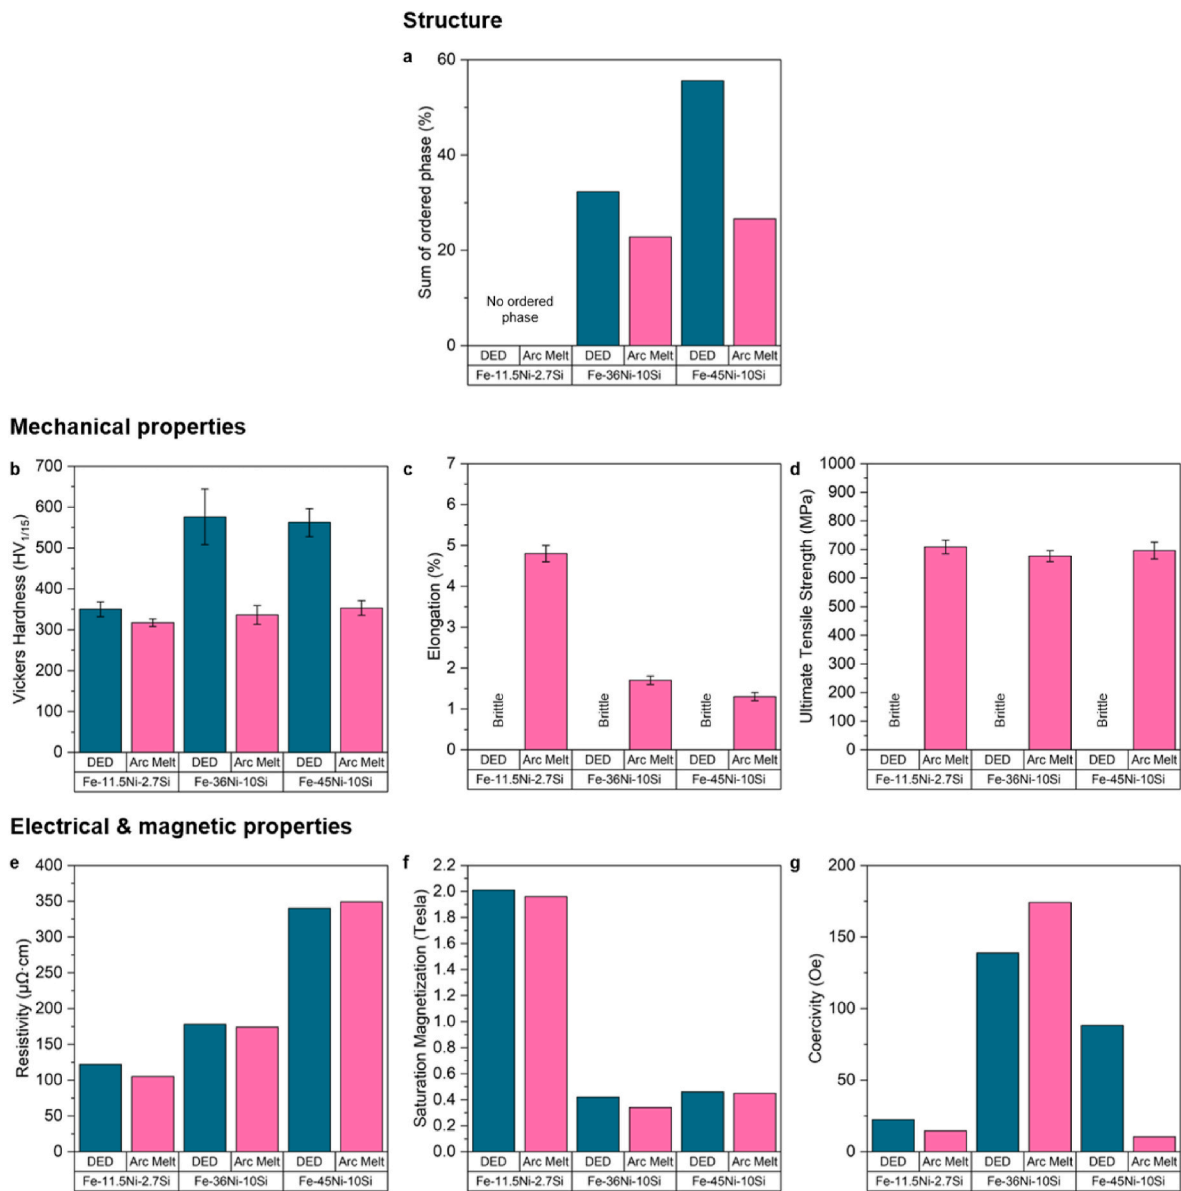 Structure
a
Sum of ordered phase (%)
60
40
20
0
No ordered
phase
DED Arc Melt DED Arc Melt DED Arc Melt
Fe-11.5Ni-2.7Si Fe-36Ni-10Si Fe-45Ni-10Si
Mechanical properties
b
Vickers Hardness (HV1/15)
700
600
500
400
300
200
100
0
DED Arc Melt DED Arc Melt DED Arc Melt
Fe-11.5Ni-2.7Si Fe-36Ni-10Si Fe-45Ni-10Si
c
Elongation (%)
7
6
5
4
3
2
1
0
Brittle
Brittle
Brittle
DED Arc Melt DED Arc Melt DED Arc Melt
Fe-11.5Ni-2.7Si Fe-36Ni-10Si Fe-45Ni-10Si
d
Ultimate Tensile Strength (MPa)
1000
900
800
700
600
500
400
300
200
100
0
Brittle
Brittle
Brittle
DED Arc Melt DED Arc Melt DED Arc Melt
Fe-11.5Ni-2.7Si Fe-36Ni-10Si Fe-45Ni-10Si
Electrical & magnetic properties
e
Resistivity (μΩ·cm)
400
350
300
250
200
150
100
50
0
DED Arc Melt DED Arc Melt DED Arc Melt
Fe-11.5Ni-2.7Si Fe-36Ni-10Si Fe-45Ni-10Si
f
Saturation Magnetization (Tesla)
2.2
2.0
1.8
1.6
1.4
1.2
1.0
0.8
0.6
0.4
0.2
0.0
DED Arc Melt DED Arc Melt DED Arc Melt
Fe-11.5Ni-2.7Si Fe-36Ni-10Si Fe-45Ni-10Si
g
Coercivity (Oe)
200
150
100
50
0
DED Arc Melt DED Arc Melt DED Arc Melt
Fe-11.5Ni-2.7Si Fe-36Ni-10Si Fe-45Ni-10Si